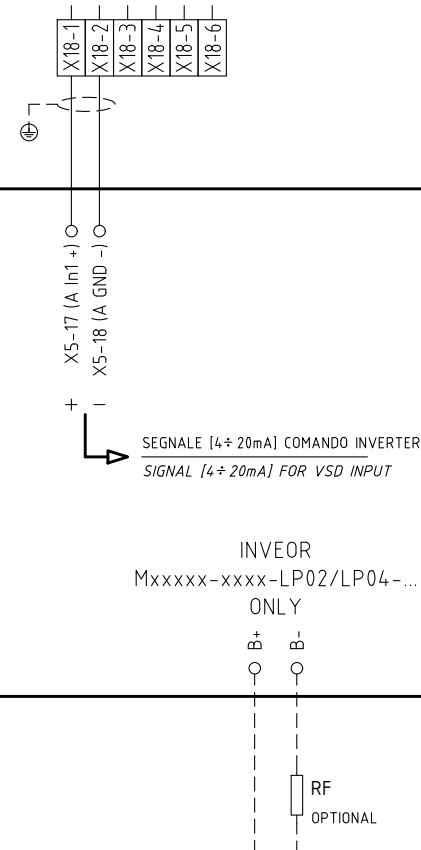 X18-1
X18-2
X18-3
X18-4
X18-5
X18-6
X5-17 (A In1 +)
X5-18 (A GND -)
+ −
SEGNALE [4÷20mA] COMANDO INVERTER
SIGNAL [4÷20mA] FOR VSD INPUT
INVEOR
Mxxxxx-xxxx-LP02/LP04-...
ONLY
B+
B-
RF
OPTIONAL